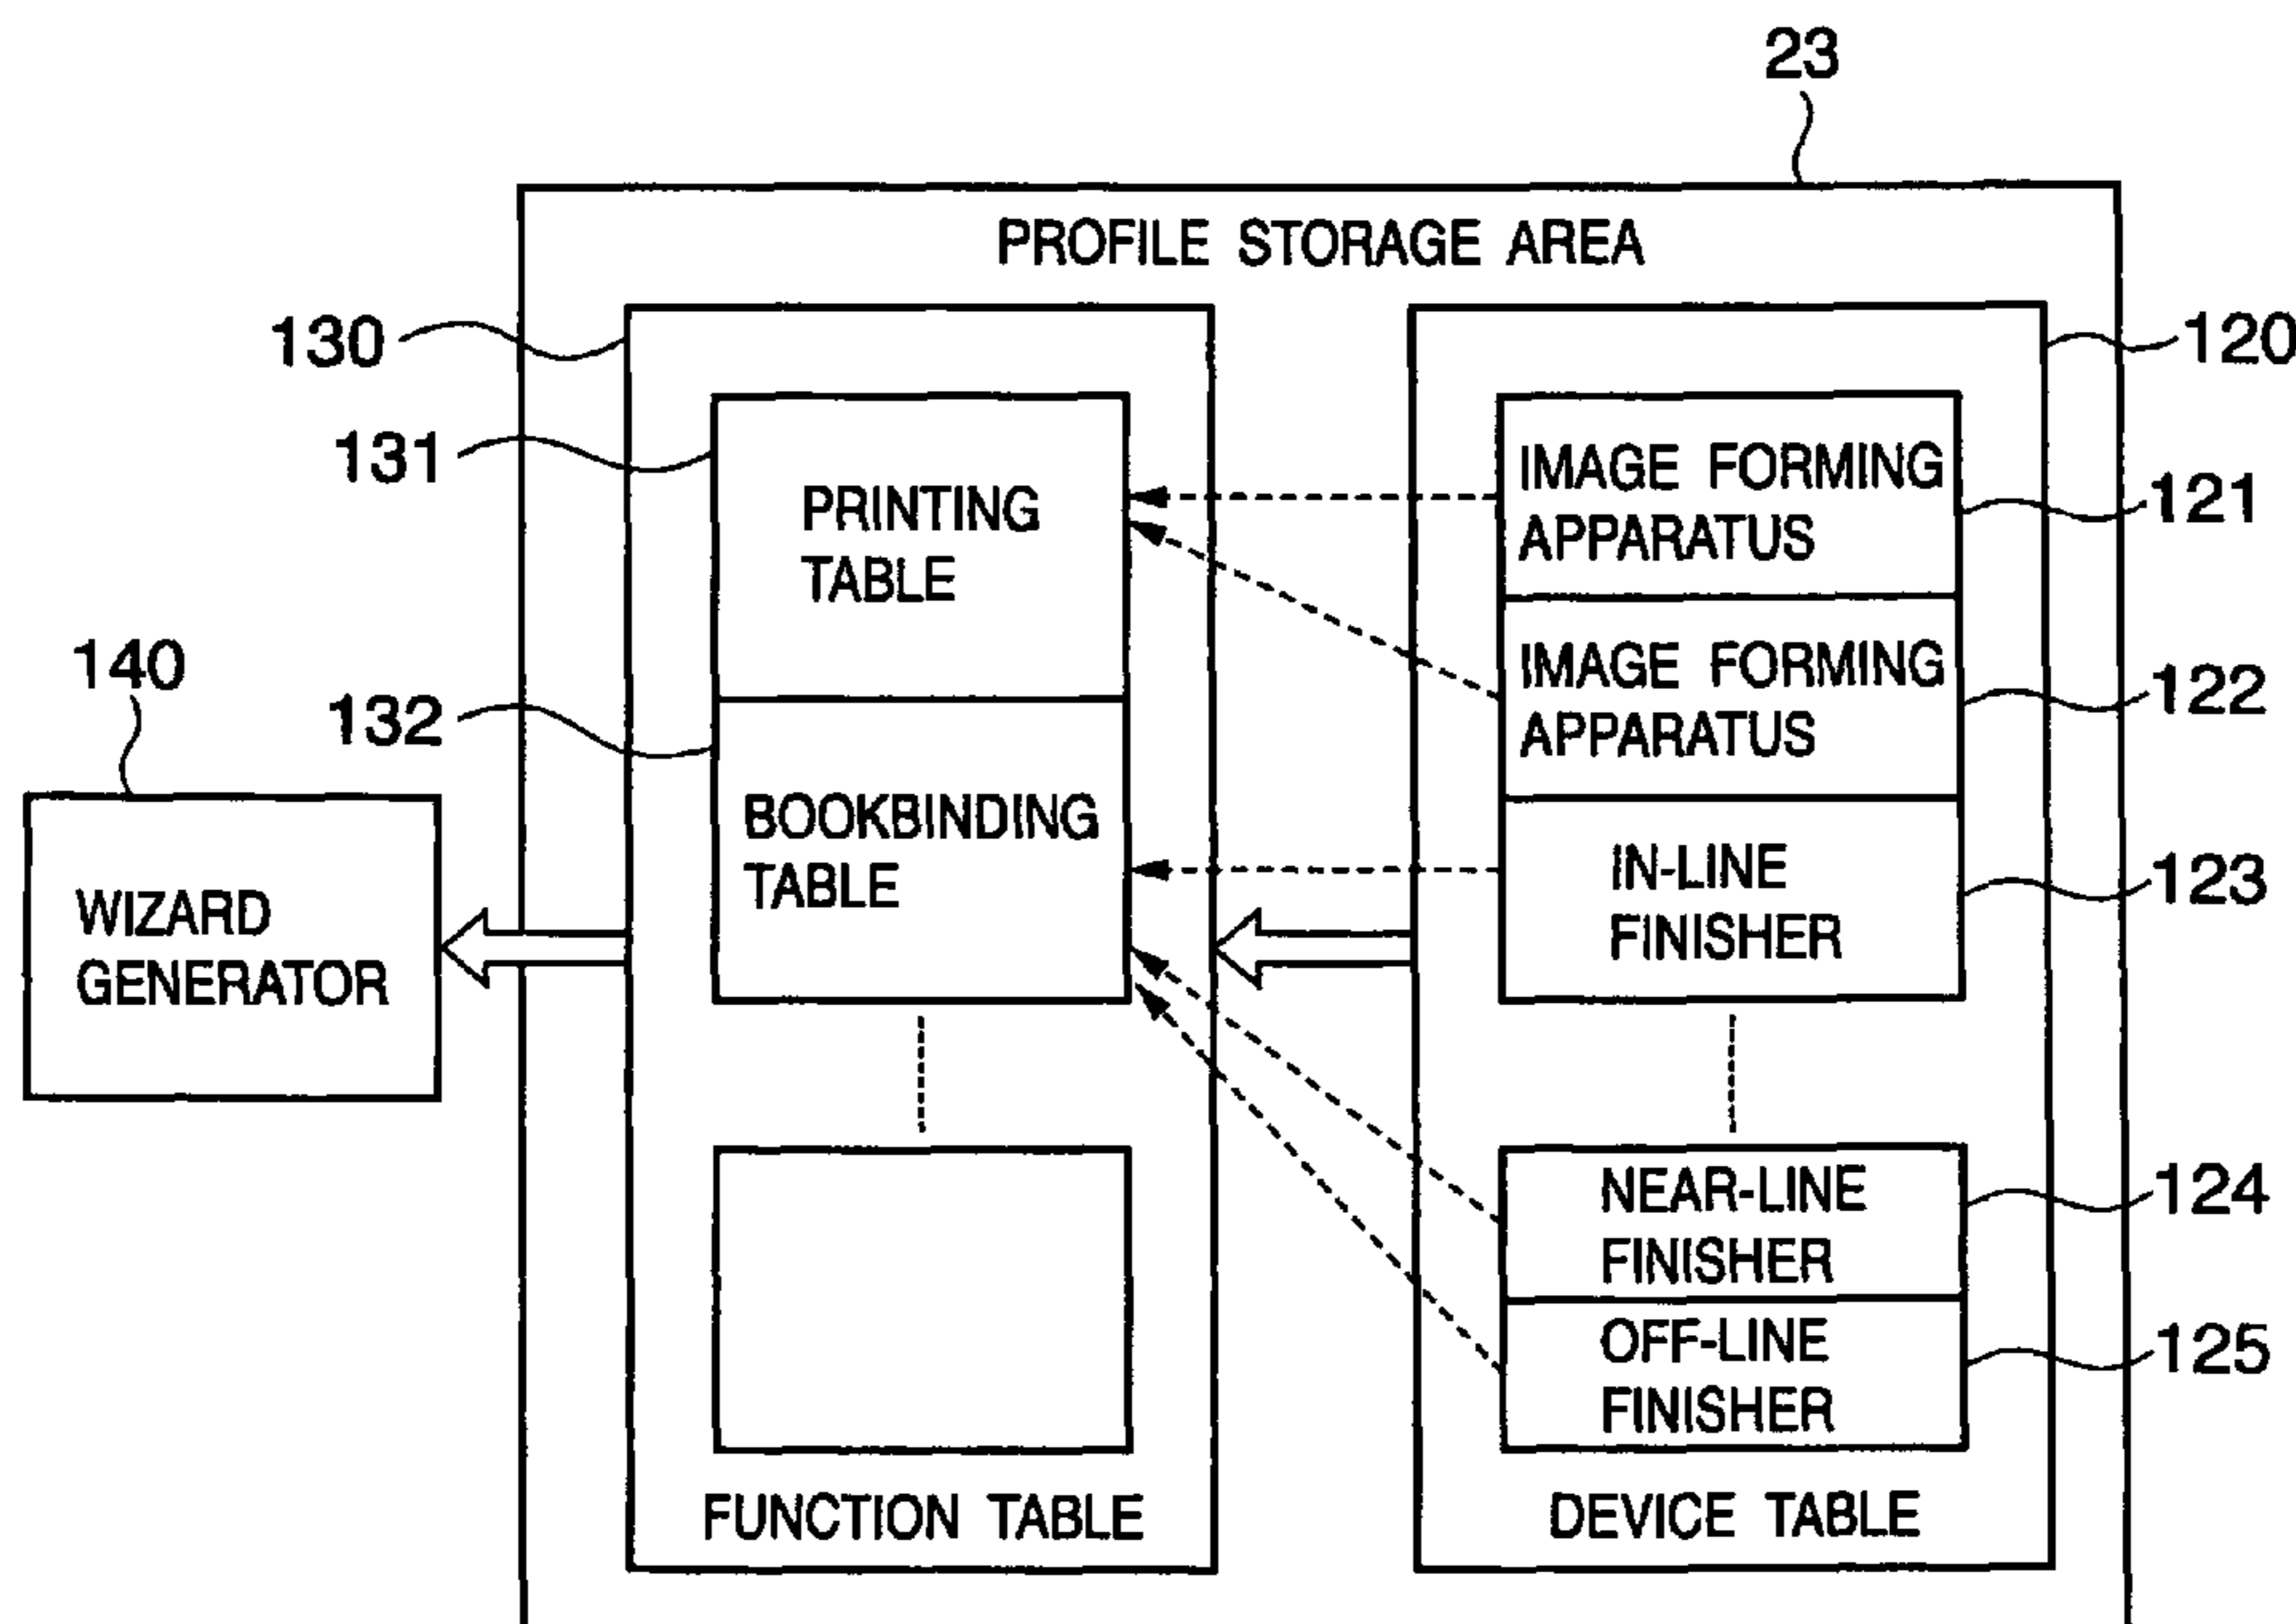 23
PROFILE STORAGE AREA
130
120
131
PRINTING
TABLE
IMAGE FORMING
APPARATUS
121
IMAGE FORMING
APPARATUS
122
140
132
WIZARD
GENERATOR
BOOKBINDING
TABLE
IN-LINE
FINISHER
123
NEAR-LINE
FINISHER
124
OFF-LINE
FINISHER
125
FUNCTION TABLE
DEVICE TABLE